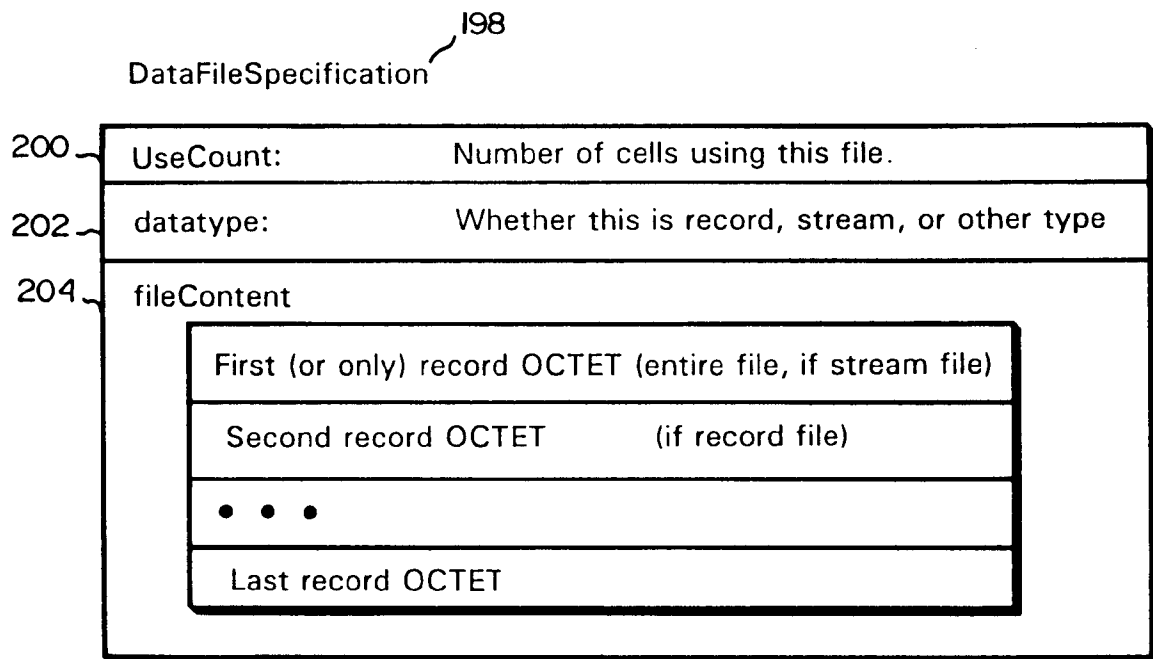 198
DataFileSpecification
200 UseCount: Number of cells using this file.
202 datatype: Whether this is record, stream, or other type
204 fileContent
First (or only) record OCTET (entire file, if stream file)
Second record OCTET (if record file)
• • •
Last record OCTET